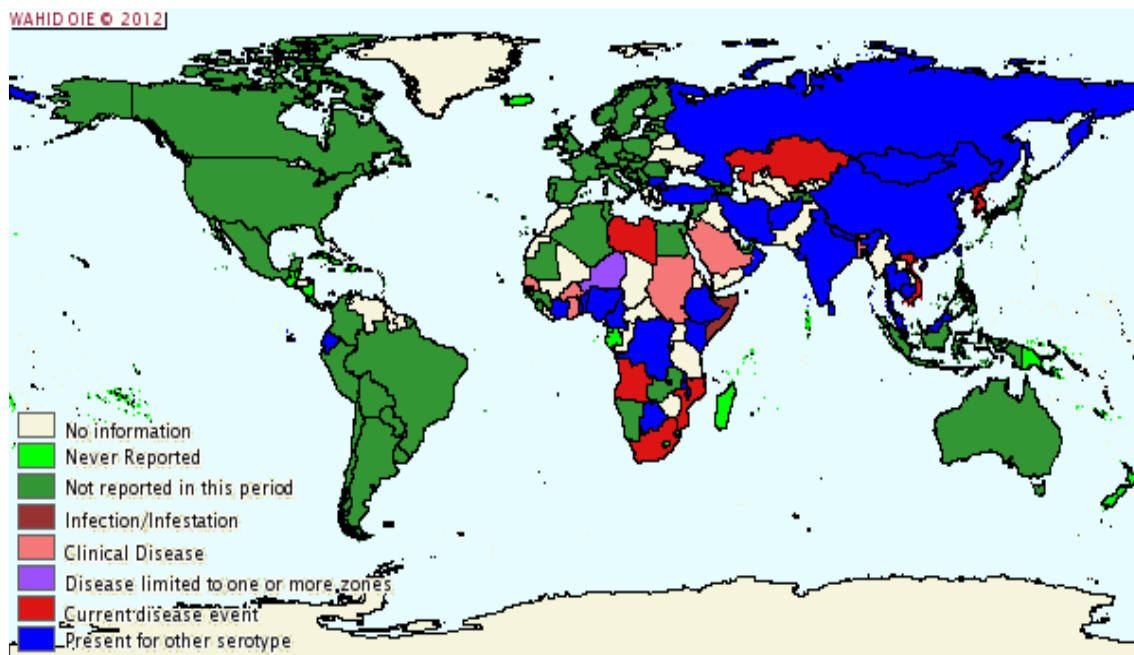 WAHID OIE © 2012
No information
Never Reported
Not reported in this period
Infection/Infestation
Clinical Disease
Disease limited to one or more zones
Current disease event
Present for other serotype